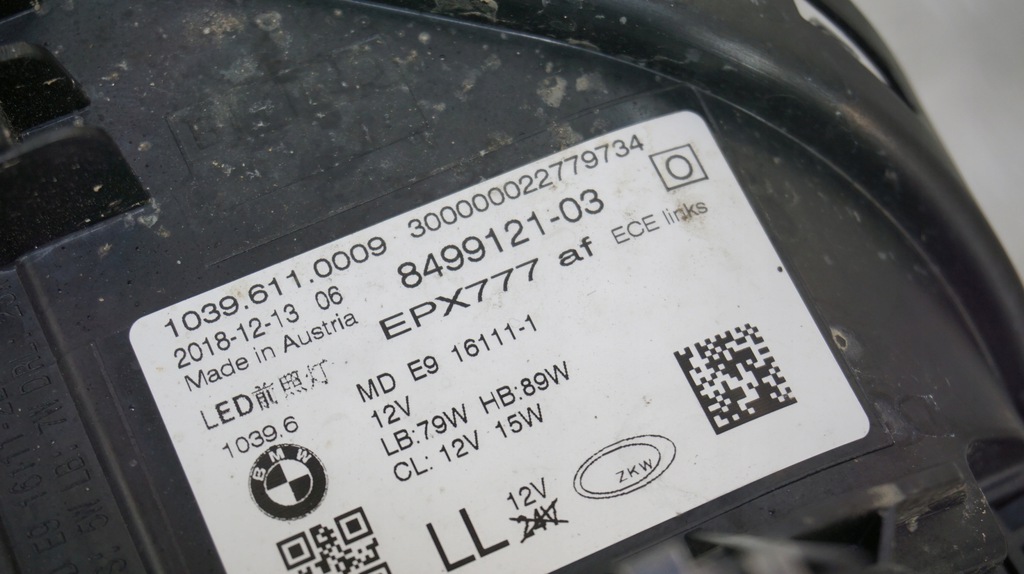 1039.611.0009 30000022779734
2018-12-13 06 8499121-03
Made in Austria EPX777 af ECE links
LED前照灯 MD E9 16111-1
12V
1039.6 LB:79W HB:89W
CL: 12V 15W
BMW
ZKW
LL 12V
24V